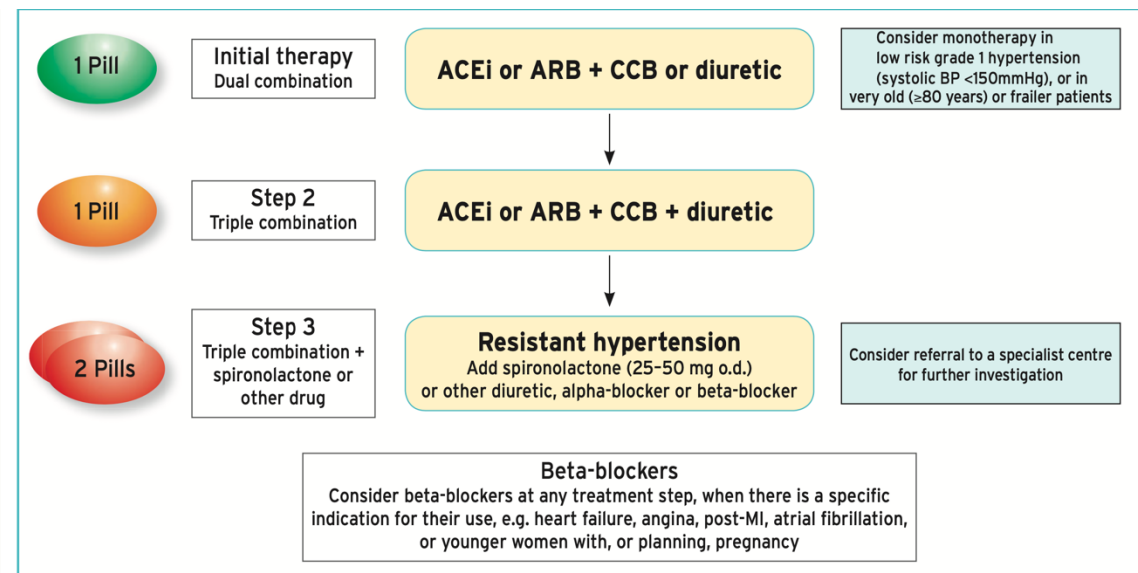 1 Pill
Initial therapy
Dual combination
ACEi or ARB + CCB or diuretic
Consider monotherapy in
low risk grade 1 hypertension
(systolic BP <150mmHg), or in
very old (≥80 years) or frailer patients
1 Pill
Step 2
Triple combination
ACEi or ARB + CCB + diuretic
2 Pills
Step 3
Triple combination +
spironolactone or
other drug
Resistant hypertension
Add spironolactone (25–50 mg o.d.)
or other diuretic, alpha-blocker or beta-blocker
Consider referral to a specialist centre
for further investigation
Beta-blockers
Consider beta-blockers at any treatment step, when there is a specific
indication for their use, e.g. heart failure, angina, post-MI, atrial fibrillation,
or younger women with, or planning, pregnancy